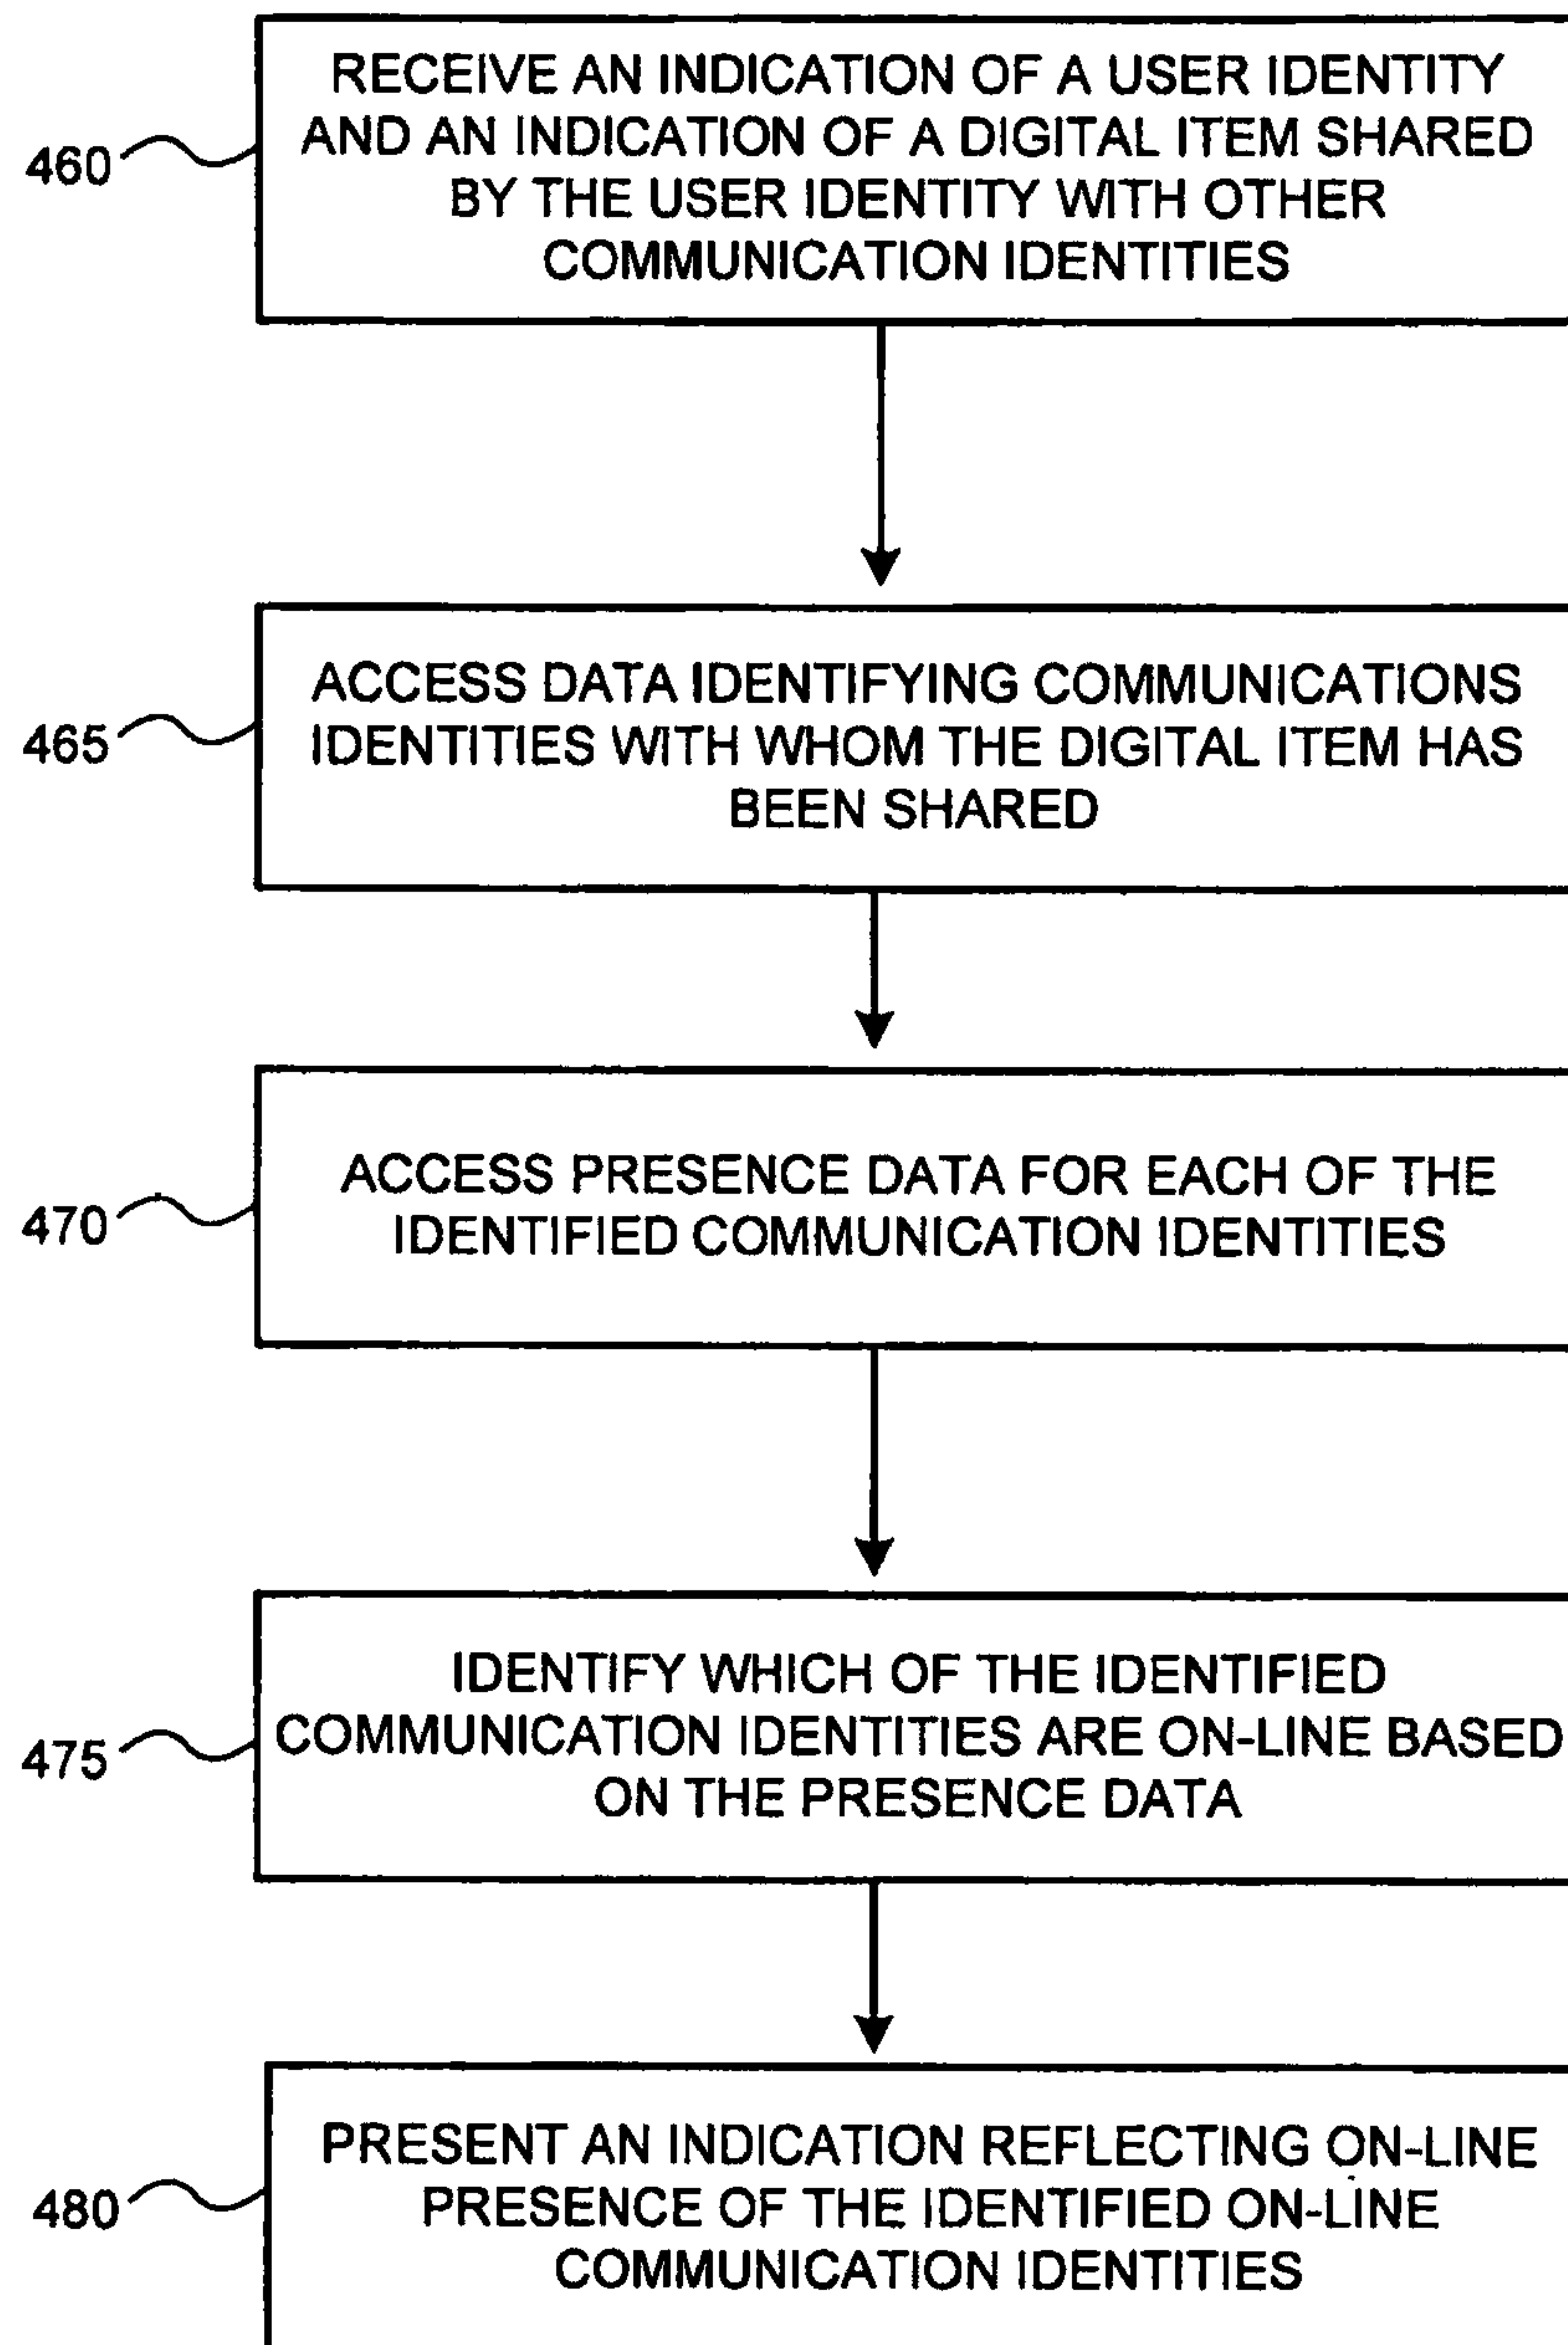 RECEIVE AN INDICATION OF A USER IDENTITY
AND AN INDICATION OF A DIGITAL ITEM SHARED
BY THE USER IDENTITY WITH OTHER
COMMUNICATION IDENTITIES
460
ACCESS DATA IDENTIFYING COMMUNICATIONS
IDENTITIES WITH WHOM THE DIGITAL ITEM HAS
BEEN SHARED
465
ACCESS PRESENCE DATA FOR EACH OF THE
IDENTIFIED COMMUNICATION IDENTITIES
470
IDENTIFY WHICH OF THE IDENTIFIED
COMMUNICATION IDENTITIES ARE ON-LINE BASED
ON THE PRESENCE DATA
475
PRESENT AN INDICATION REFLECTING ON-LINE
PRESENCE OF THE IDENTIFIED ON-LINE
COMMUNICATION IDENTITIES
480